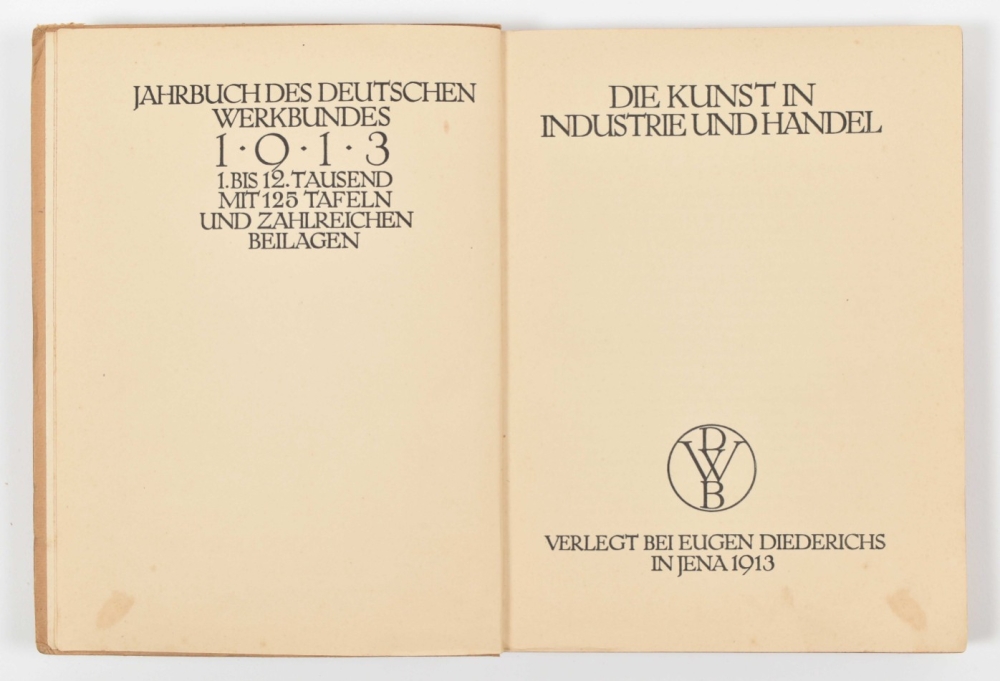 JAHRBUCH DES DEUTSCHEN
WERKBUNDES
1·9·1·3
1. BIS 12. TAUSEND
MIT 125 TAFELN
UND ZAHLREICHEN
BEILAGEN
DIE KUNST IN
INDUSTRIE UND HANDEL
DWB
VERLEGT BEI EUGEN DIEDERICHS
IN JENA 1913